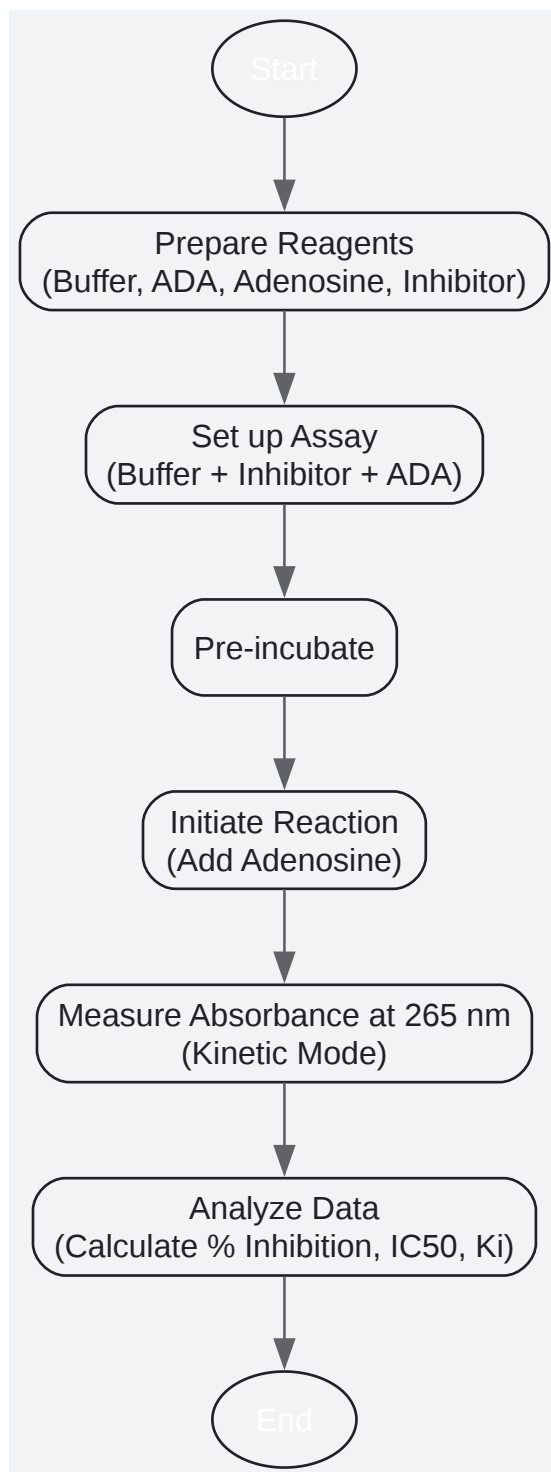 Start
Prepare Reagents
(Buffer, ADA, Adenosine, Inhibitor)
Set up Assay
(Buffer + Inhibitor + ADA)
Pre-incubate
Initiate Reaction
(Add Adenosine)
Measure Absorbance at 265 nm
(Kinetic Mode)
Analyze Data
(Calculate % Inhibition, IC50, Ki)
End